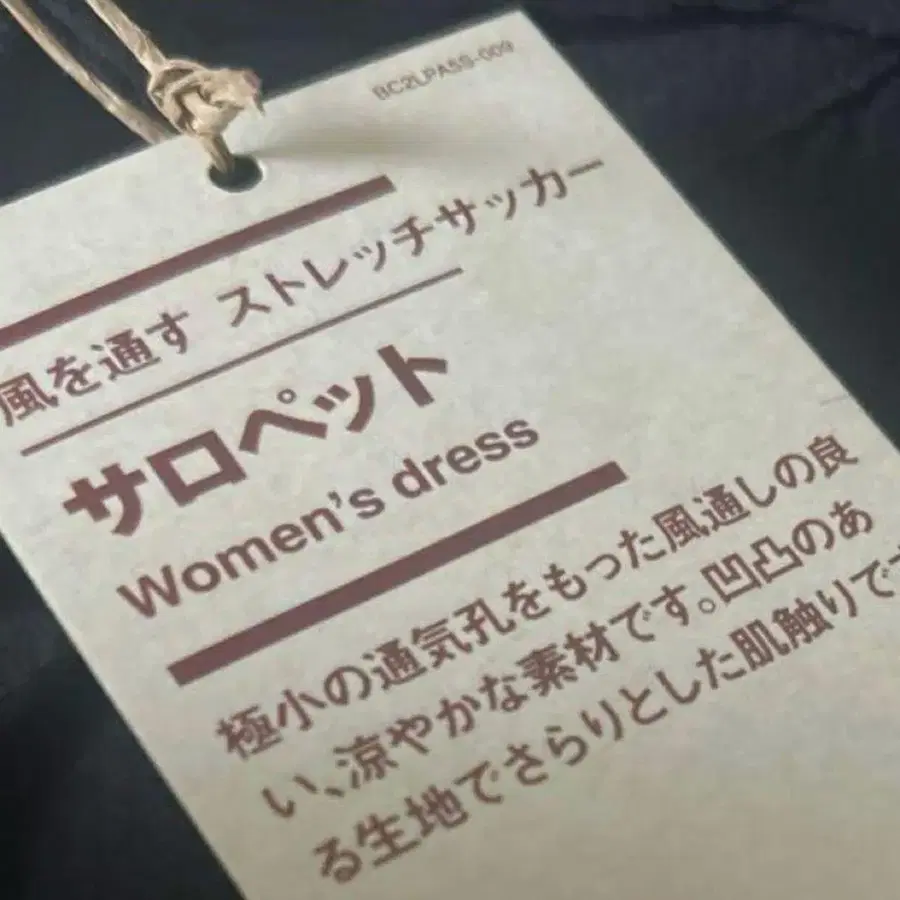 BC2LPA5S-009
風を通す ストレッチサッカー
サロペット
Women's dress
極小の通気孔をもった風通しの良
い、涼やかな素材です。凹凸のあ
る生地でさらりとした肌触りです